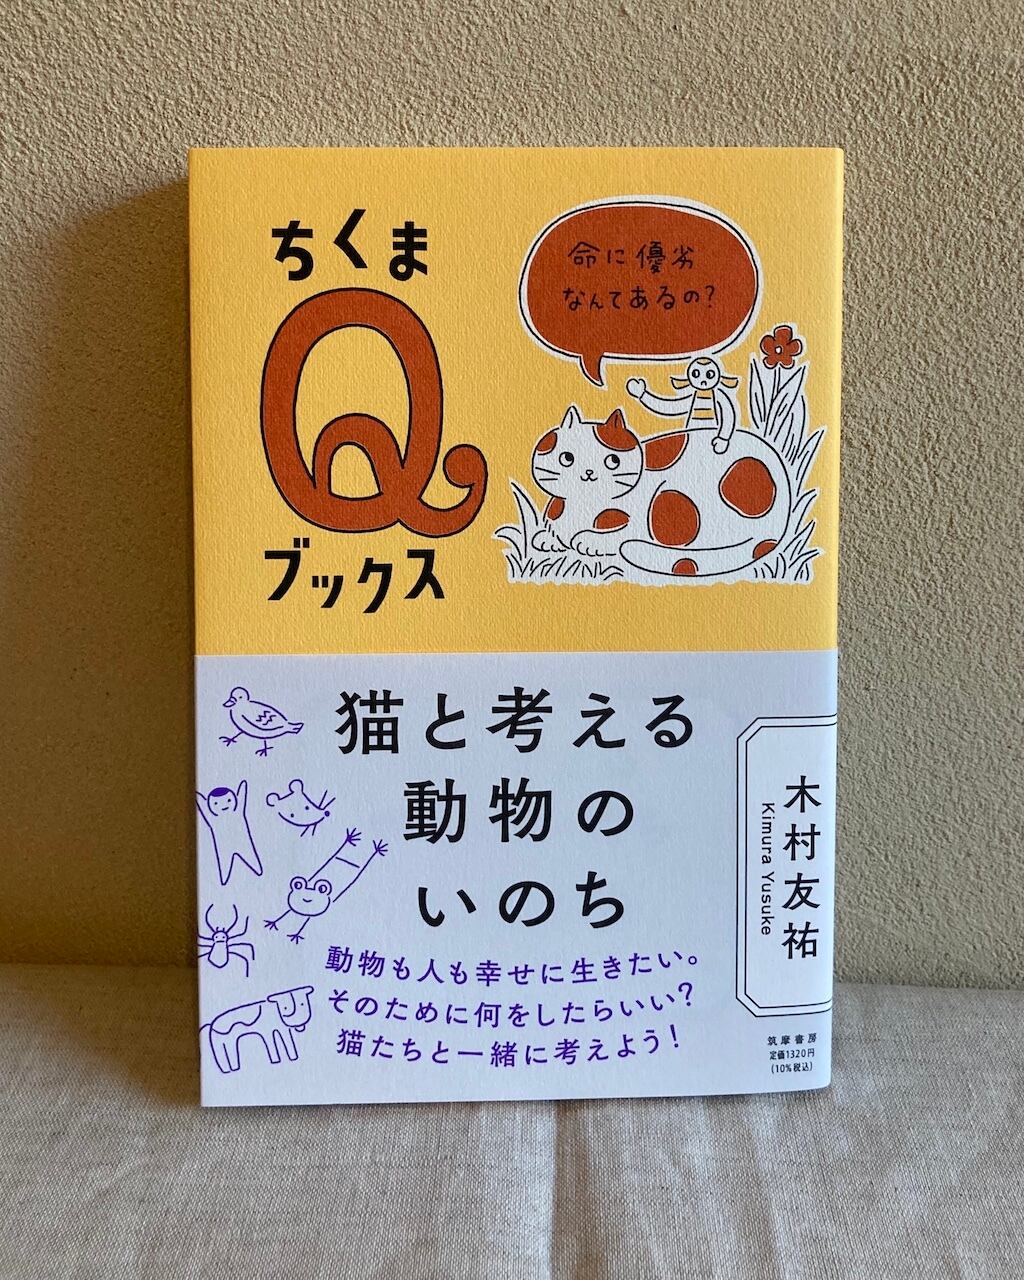 ちくま
Q
ブックス
命に優劣
なんてあるの?
猫と考える
動物の
いのち
木村友祐
Kimura Yusuke
動物も人も幸せに生きたい。
そのために何をしたらいい?
猫たちと一緒に考えよう!
筑摩書房
定価1320円
(10%税込)